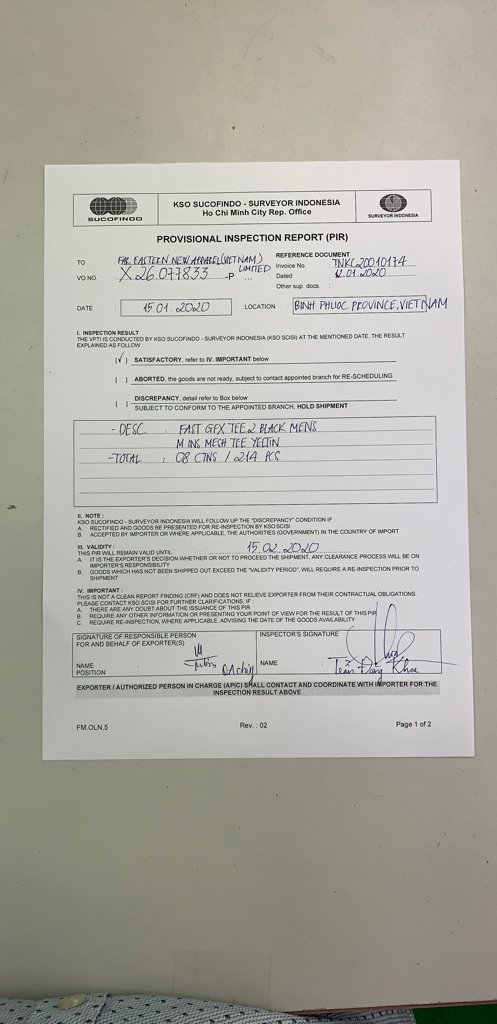 SUCOFINDO
KSO SUCOFINDO - SURVEYOR INDONESIA
Ho Chi Minh City Rep. Office
SURVEYOR INDONESIA
PROVISIONAL INSPECTION REPORT (PIR)
TO : FAR EASTERN NEW APPAREL (VIETNAM) LIMITED
VO NO. : X 26.077833 -P ...
REFERENCE DOCUMENT
Invoice No. : TNKL20010174
Dated : 12.01.2020
Other sup. docs. :
DATE : 15.01.2020
LOCATION : BINH PHUOC PROVINCE, VIETNAM
I. INSPECTION RESULT
THE VPTI IS CONDUCTED BY KSO SUCOFINDO - SURVEYOR INDONESIA (KSO SCISI) AT THE MENTIONED DATE. THE RESULT
EXPLAINED AS FOLLOW :
[√] SATISFACTORY, refer to IV. IMPORTANT below
[ ] ABORTED, the goods are not ready, subject to contact appointed branch for RE-SCHEDULING
[ ] DISCREPANCY, detail refer to Box below
SUBJECT TO CONFORM TO THE APPOINTED BRANCH, HOLD SHIPMENT
- DESC : FAST GFX TEE 2 BLACK MENS
M INS MESH TEE
- TOTAL : 08 CTNS / 214 PCS
II. NOTE :
KSO SUCOFINDO - SURVEYOR INDONESIA WILL FOLLOW UP THE "DISCREPANCY" CONDITION IF :
A. RECTIFIED AND GOODS BE PRESENTED FOR RE-INSPECTION BY KSO SCISI
B. ACCEPTED BY IMPORTER OR WHERE APPLICABLE, THE AUTHORITIES (GOVERNMENT) IN THE COUNTRY OF IMPORT
III. VALIDITY :
THIS PIR WILL REMAIN VALID UNTIL 15.02.2020
A. IT IS THE EXPORTER'S DECISION WHETHER OR NOT TO PROCEED THE SHIPMENT, ANY CLEARANCE PROCESS WILL BE ON
IMPORTER'S RESPONSIBILITY
B. GOODS WHICH HAS NOT BEEN SHIPPED OUT EXCEED THE "VALIDITY PERIOD", WILL REQUIRE A RE-INSPECTION PRIOR TO
SHIPMENT
IV. IMPORTANT :
THIS IS NOT A CLEAN REPORT FINDING (CRF) AND DOES NOT RELIEVE EXPORTER FROM THEIR CONTRACTUAL OBLIGATIONS.
PLEASE CONTACT KSO SCIS FOR FURTHER CLARIFICATIONS, IF :
A. THERE ARE ANY DOUBT ABOUT THE ISSUANCE OF THIS PIR
B REQUIRE ANY OTHER INFORMATION OR PRESENTING YOUR POINT OF VIEW FOR THE RESULT OF THIS PIR
C. REQUIRE RE-INSPECTION, WHERE APPLICABLE, ADVISING THE DATE OF THE GOODS AVAILABILITY
SIGNATURE OF RESPONSIBLE PERSON
FOR AND BEHALF OF EXPORTER(S)
INSPECTOR'S SIGNATURE
NAME :
POSITION :
NAME : Trần Đăng Khoa
EXPORTER / AUTHORIZED PERSON IN CHARGE (APIC) SHALL CONTACT AND COORDINATE WITH IMPORTER FOR THE
INSPECTION RESULT ABOVE
FM.OLN.5
Rev. : 02
Page 1 of 2